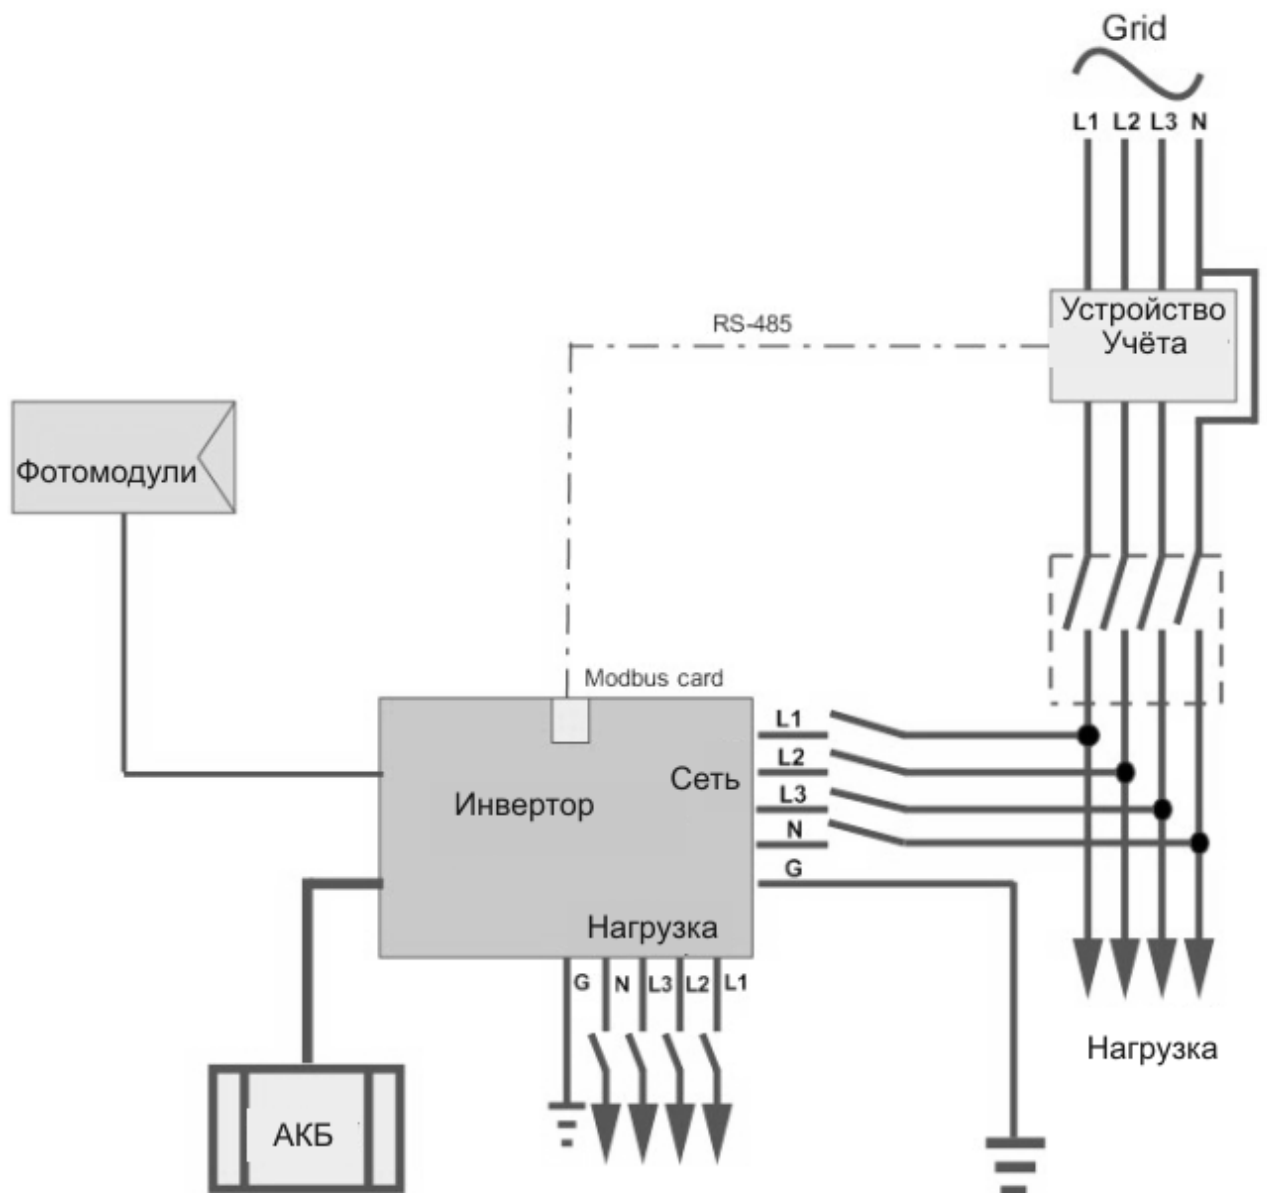 Grid
L1 L2 L3 N
Устройство
Учёта
RS-485
Фотомодули
Modbus card
L1
L2
Сеть
Инвертор
L3
N
G
Нагрузка
G N L3 L2 L1
Нагрузка
АКБ